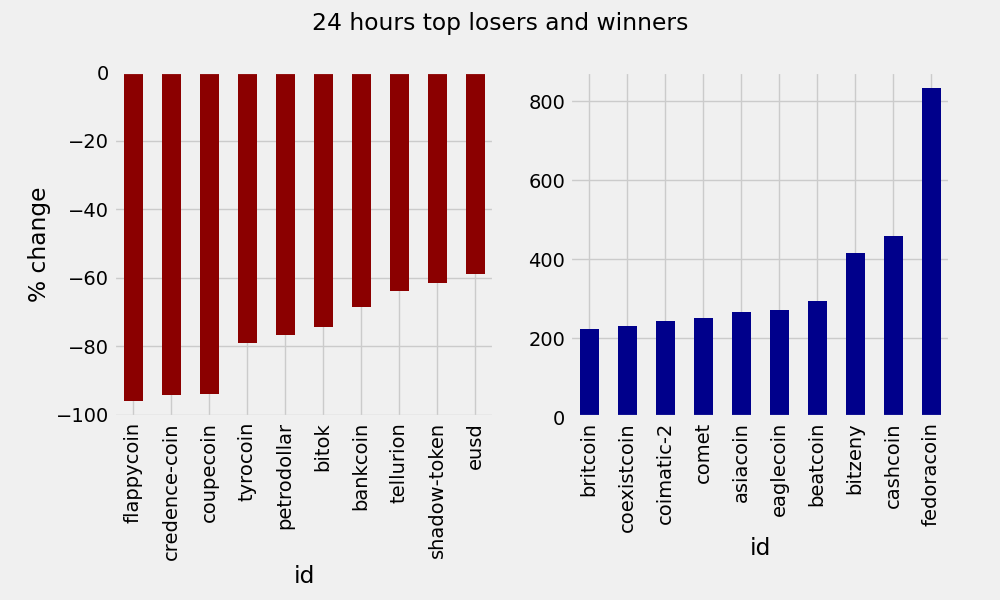 24 hours top losers and winners
% change
0
−20
−40
−60
−80
−100
flappycoin
credence-coin
coupecoin
tyrocoin
petrodollar
bitok
bankcoin
tellurion
shadow-token
eusd
id
800
600
400
200
0
britcoin
coexistcoin
coimatic-2
comet
asiacoin
eaglecoin
beatcoin
bitzeny
cashcoin
fedoracoin
id